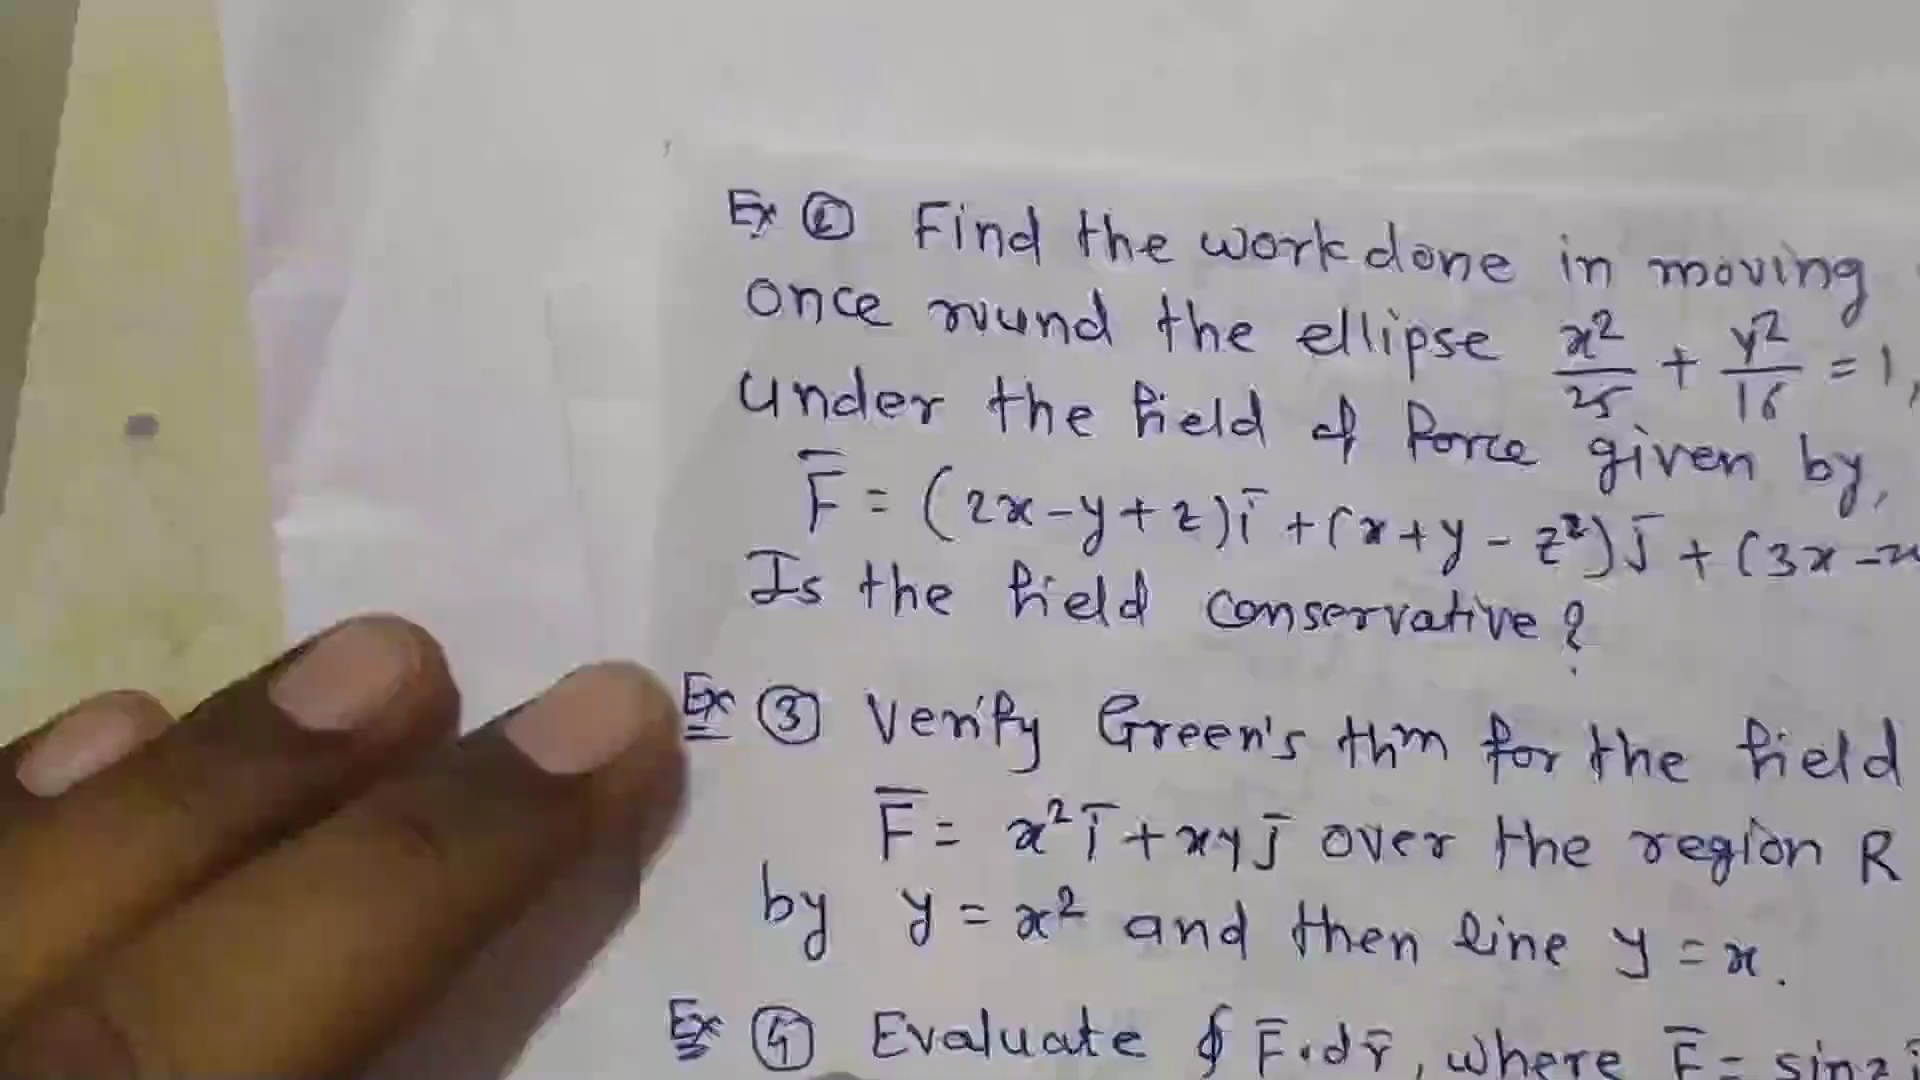 Ex ② Find the work done in moving
once round the ellipse x²/25 + y²/16 = 1,
under the field of force given by,
F̄ = (2x-y+z)ī + (x+y-z²)j̄ + (3x-
Is the field conservative?
Ex ③ Verify Green's thm for the field
F̄ = x²ī + xyj̄ over the region R
by y = x² and then line y = x.
Ex ④ Evaluate ∮ F̄.dr̄, where F̄ = sinz